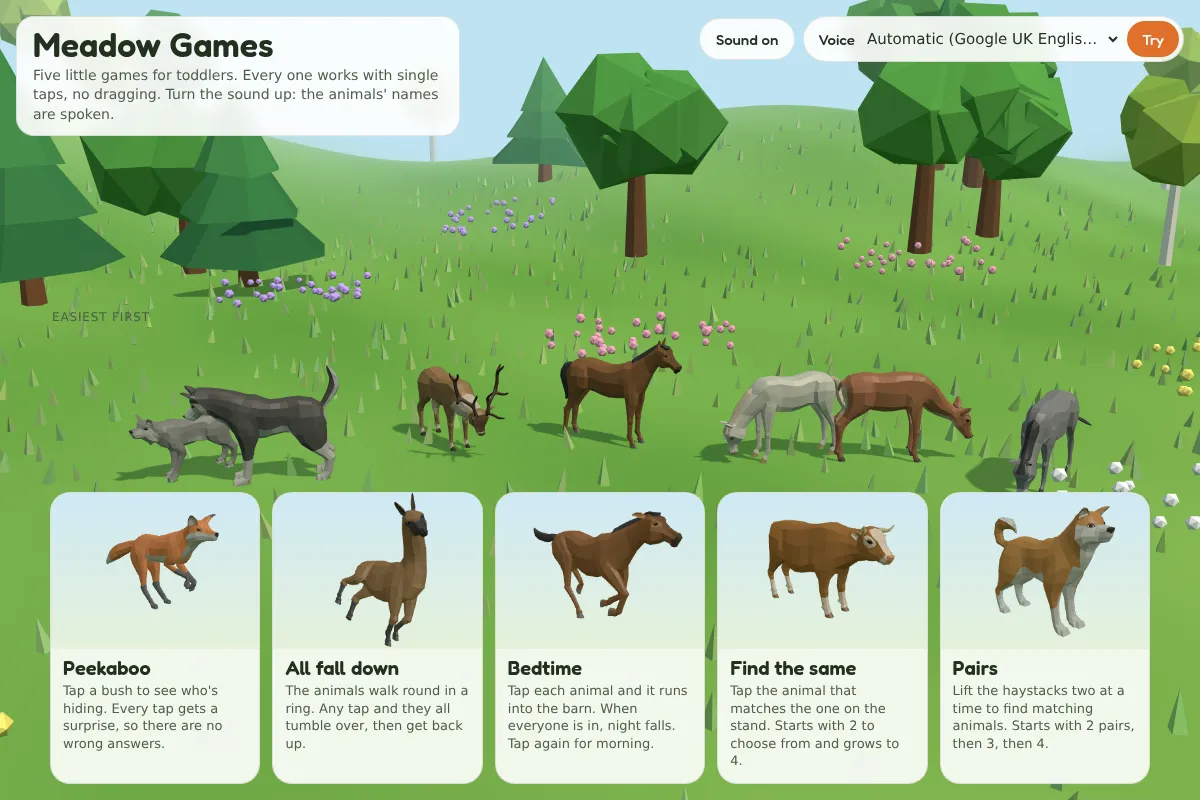 Meadow Games
Five little games for toddlers. Every one works with single
taps, no dragging. Turn the sound up: the animals' names
are spoken.
Sound on
Voice
Automatic (Google UK Englis...
Try
EASIEST FIRST
Peekaboo
Tap a bush to see who's
hiding. Every tap gets a
surprise, so there are no
wrong answers.
All fall down
The animals walk round in a
ring. Any tap and they all
tumble over, then get back
up.
Bedtime
Tap each animal and it runs
into the barn. When
everyone is in, night falls.
Tap again for morning.
Find the same
Tap the animal that
matches the one on the
stand. Starts with 2 to
choose from and grows to
4.
Pairs
Lift the haystacks two at a
time to find matching
animals. Starts with 2 pairs,
then 3, then 4.